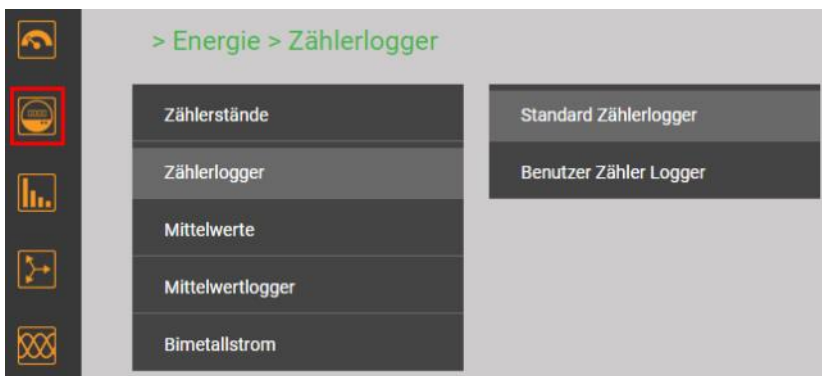 > Energie > Zählerlogger
Zählerstände
Zählerlogger
Mittelwerte
Mittelwertlogger
Bimetallstrom
Standard Zählerlogger
Benutzer Zähler Logger